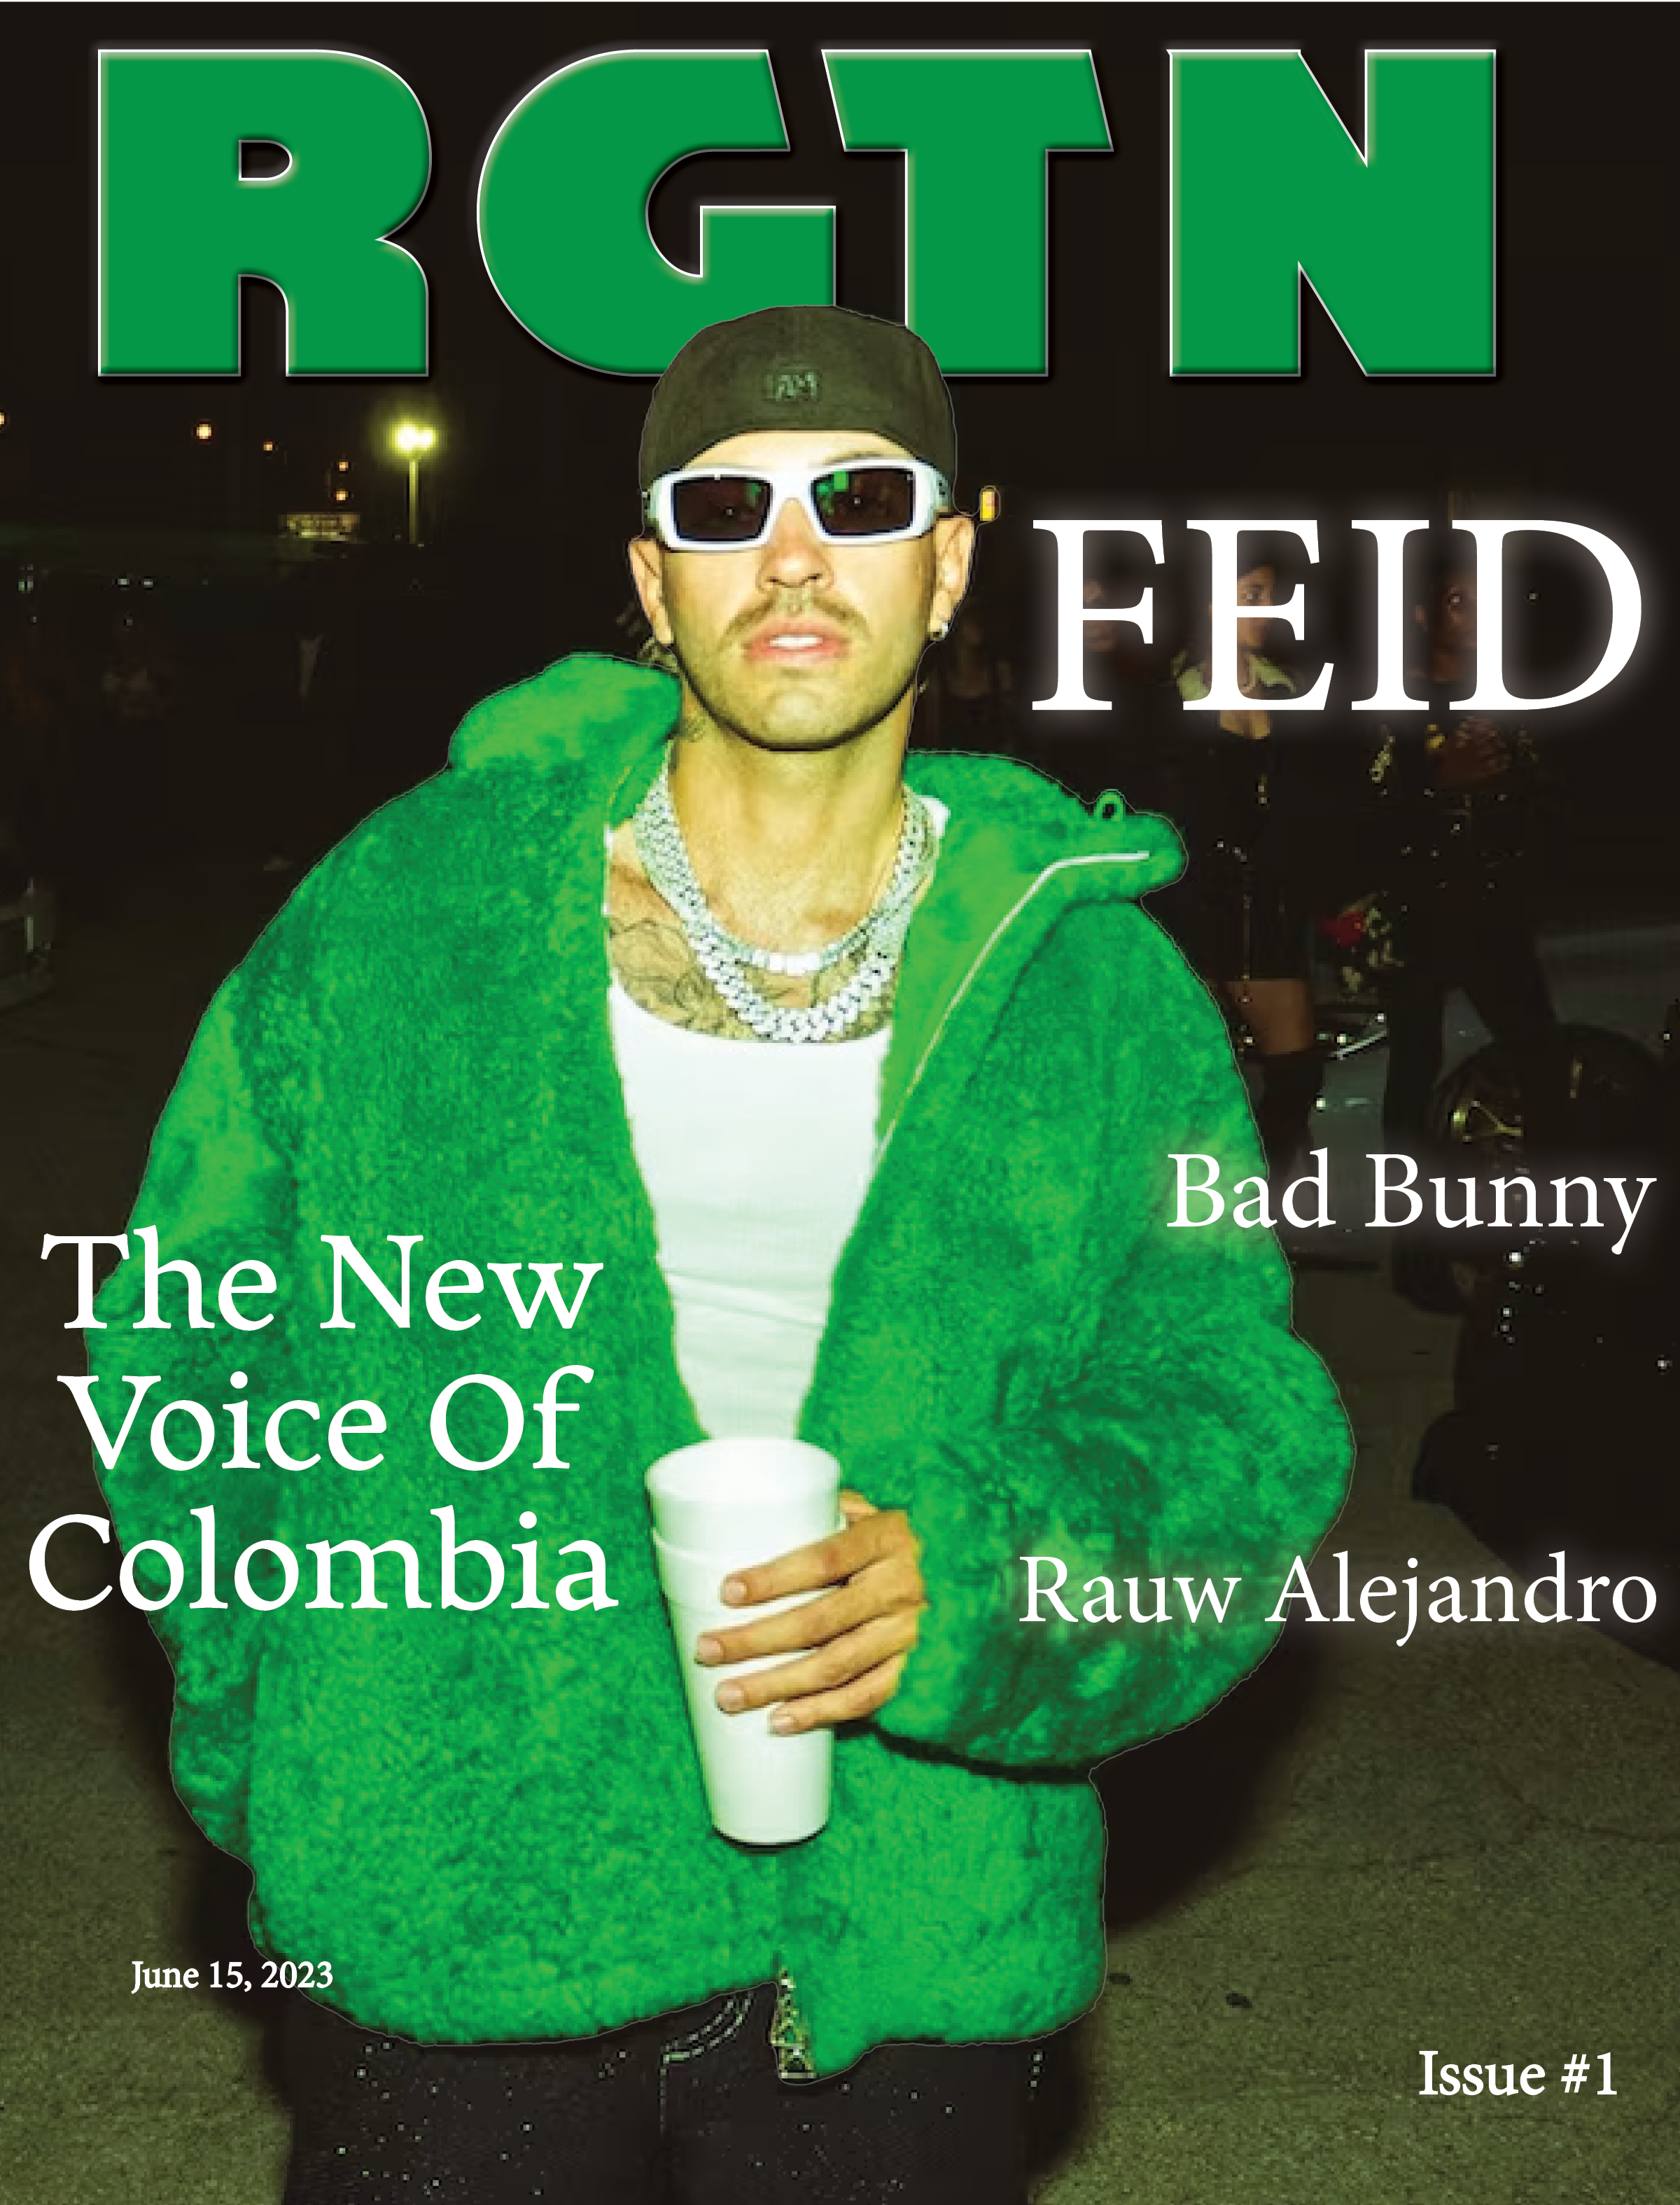 RGTN
FEID
Bad Bunny
The New
Voice Of
Colombia
Rauw Alejandro
June 15, 2023
Issue #1